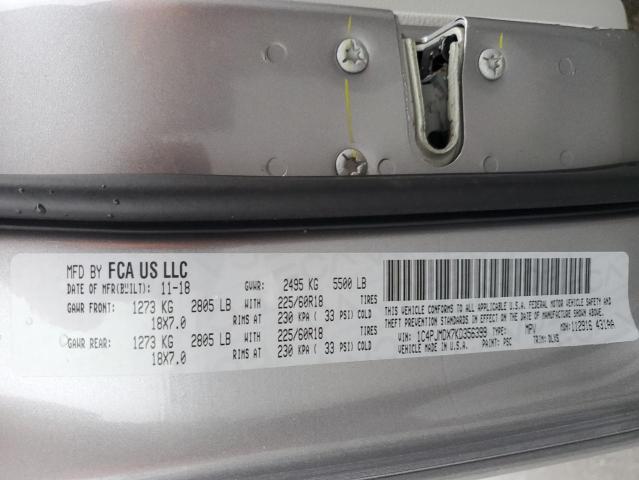 MFD BY FCA US LLC
DATE OF MFR(BUILT): 11-18 GVWR: 2495 KG 5500 LB
GAWR FRONT: 1273 KG 2805 LB WITH 225/60R18 TIRES
18X7.0 RIMS AT 230 KPA ( 33 PSI) COLD
GAWR REAR: 1273 KG 2805 LB WITH 225/60R18 TIRES
18X7.0 RIMS AT 230 KPA ( 33 PSI) COLD
THIS VEHICLE CONFORMS TO ALL APPLICABLE U.S.A. FEDERAL MOTOR VEHICLE SAFETY AND
THEFT PREVENTION STANDARDS IN EFFECT ON THE DATE OF MANUFACTURE SHOWN ABOVE.
VIN: 1C4PJMDX7KD356399 TYPE: MPV MDH: 112916 4319A
VEHICLE MADE IN U.S.A. PAINT: PSC TRIM: DLVS